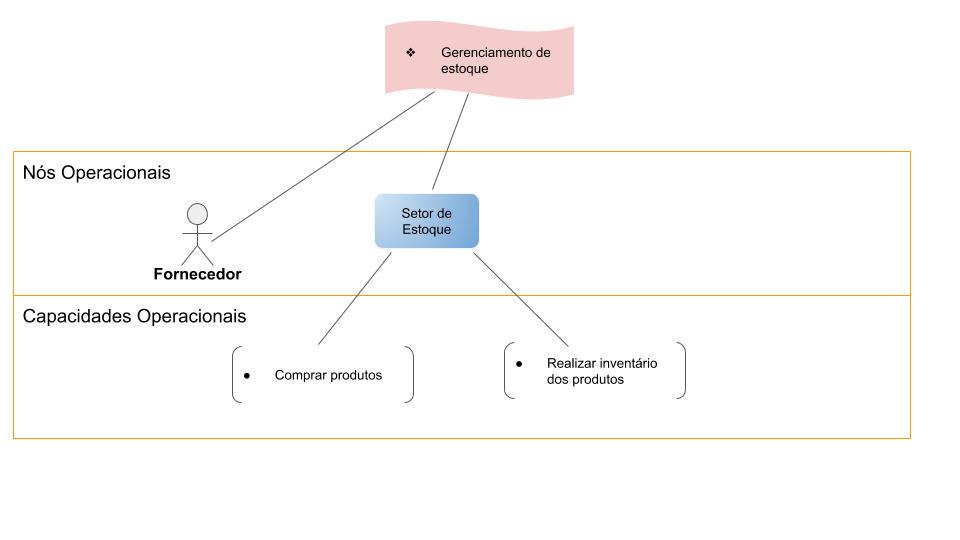 ❖ Gerenciamento de
estoque
Nós Operacionais
Setor de
Estoque
Fornecedor
Capacidades Operacionais
● Comprar produtos
● Realizar inventário
dos produtos